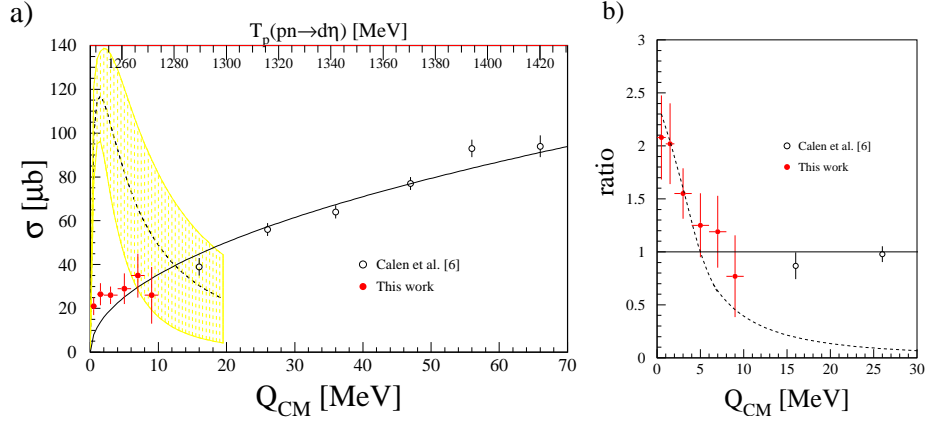 a)
T_p(pn→dη) [MeV]
1260 1280 1300 1320 1340 1360 1380 1400 1420
σ [μb]
140
120
100
80
60
40
20
0
Calen et al. [6]
This work
0 10 20 30 40 50 60 70
Q_CM [MeV]
b)
ratio
3
2.5
2
1.5
1
0.5
0
Calen et al. [6]
This work
0 5 10 15 20 25 30
Q_CM [MeV]